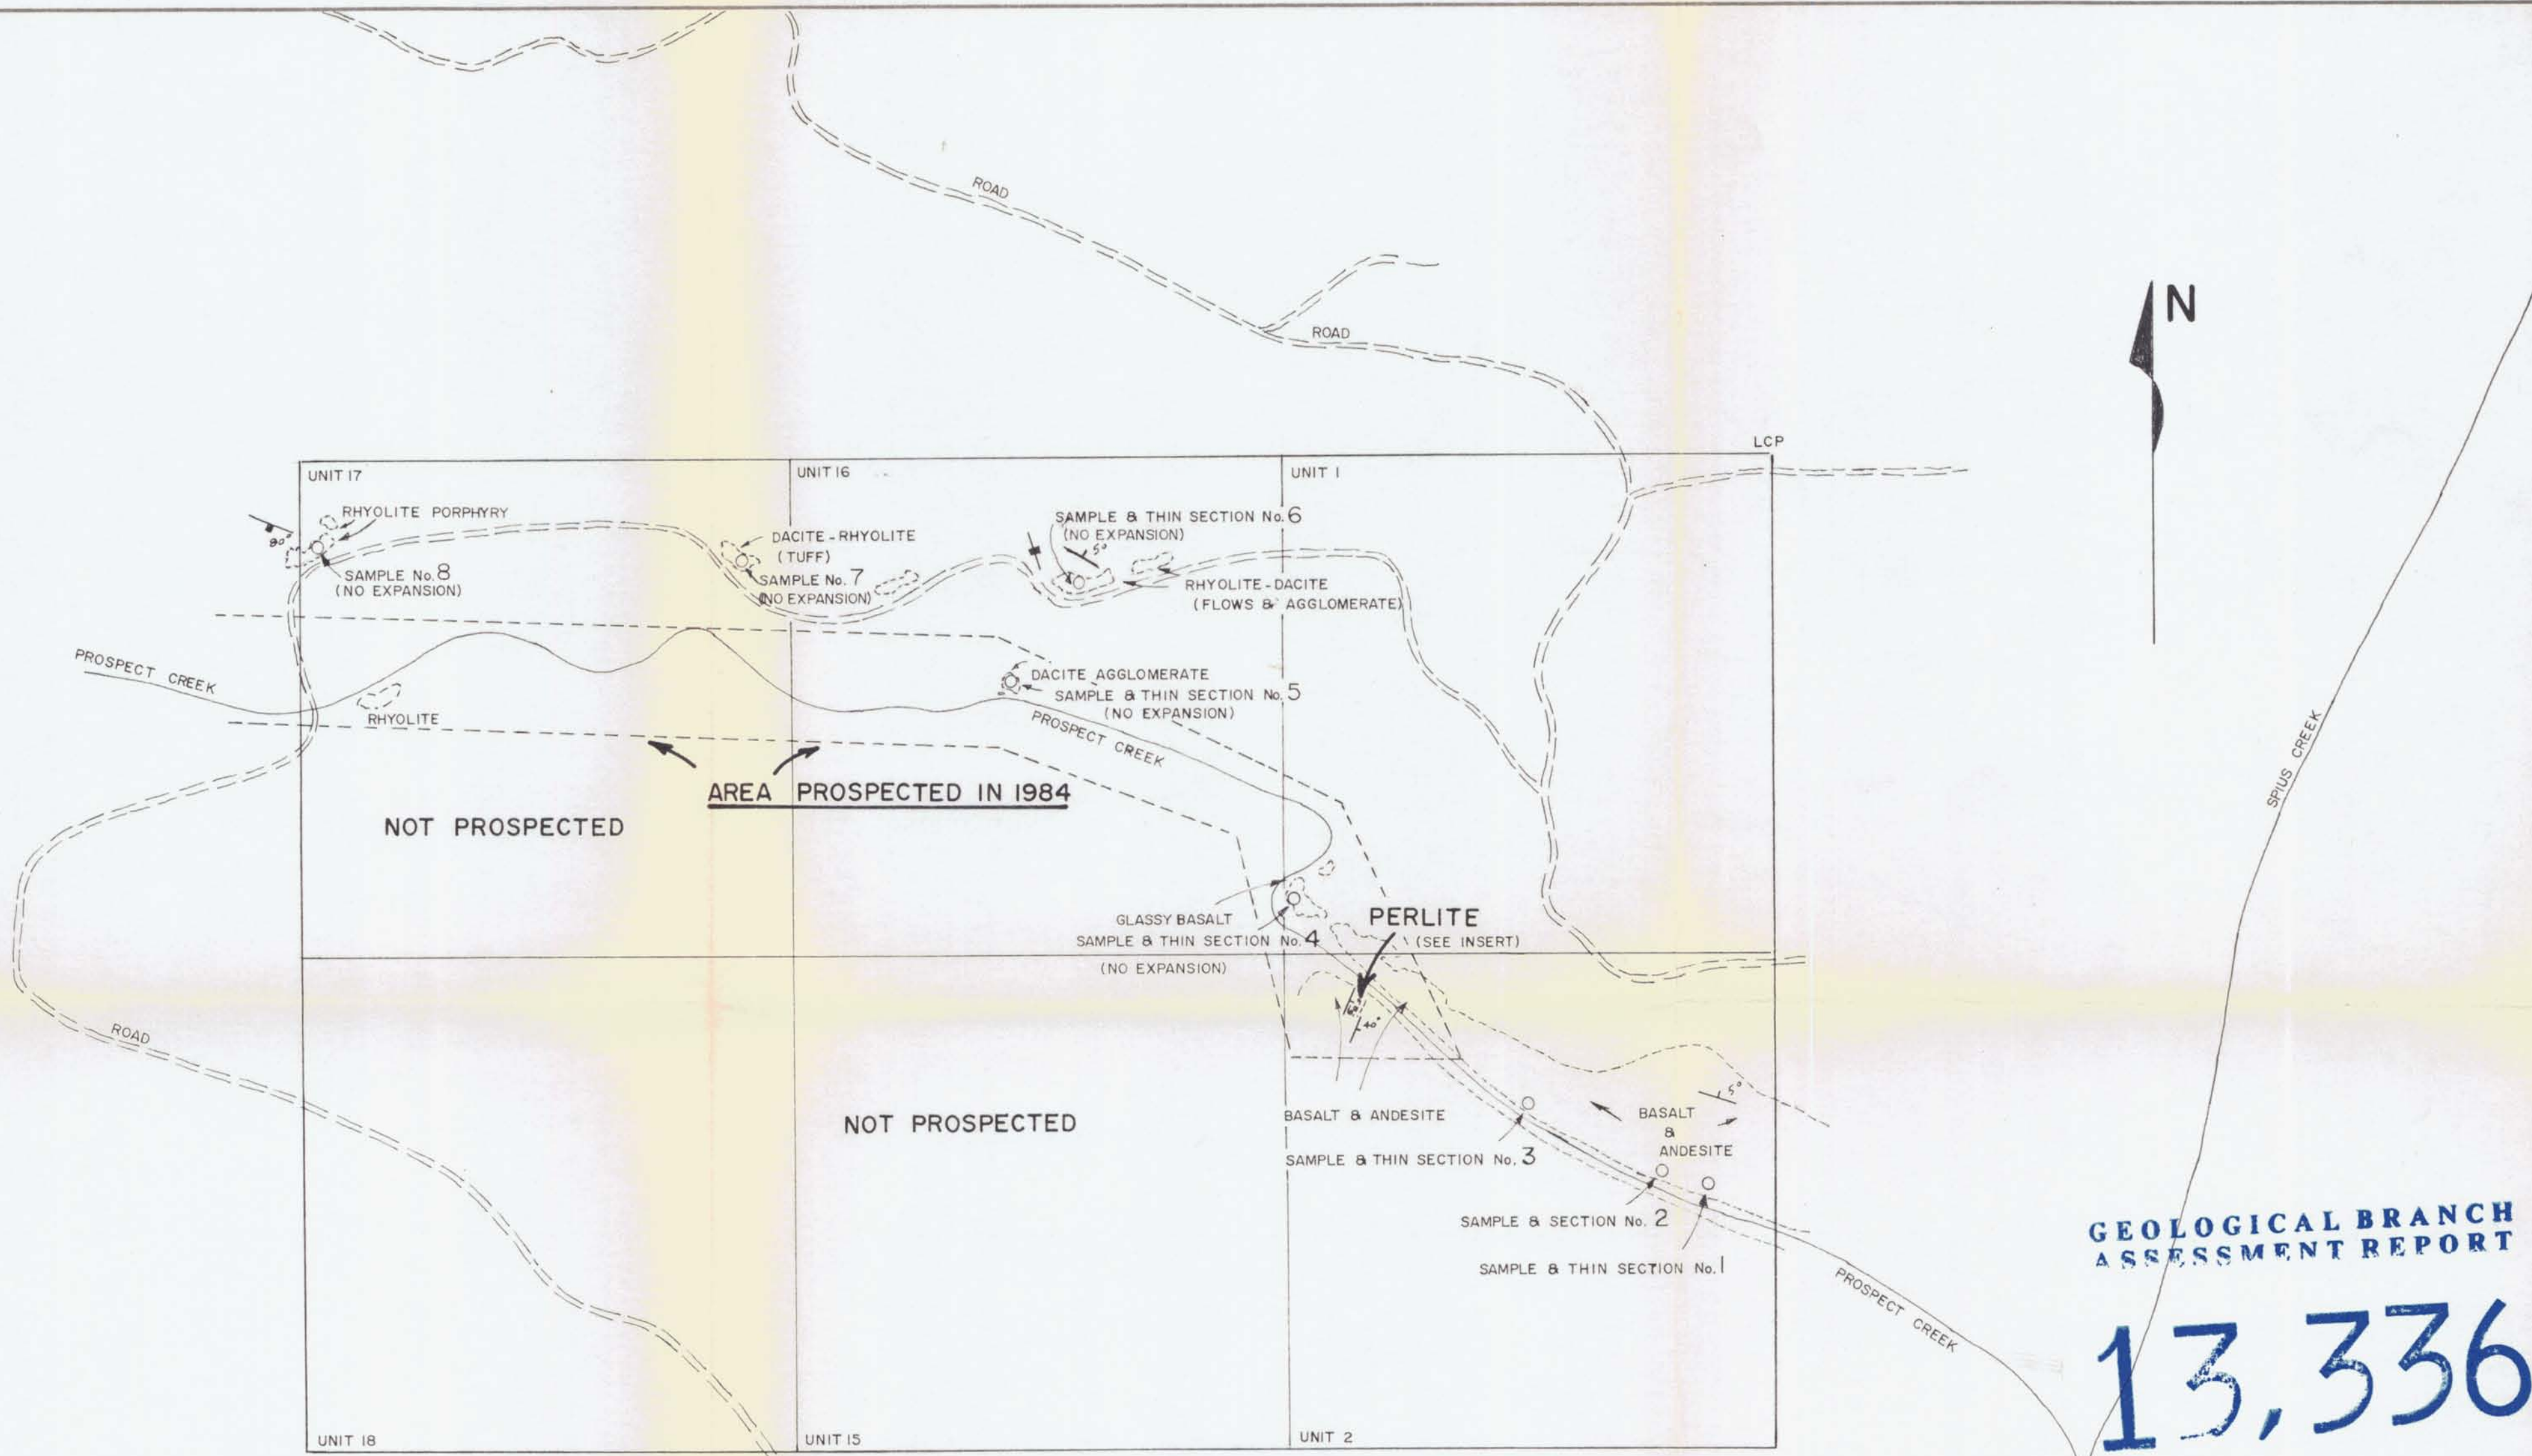 ROAD
ROAD
N
LCP
UNIT 17
UNIT 16
UNIT 1
RHYOLITE PORPHYRY
80°
SAMPLE No. 8
(NO EXPANSION)
DACITE - RHYOLITE
(TUFF)
SAMPLE No. 7
(NO EXPANSION)
SAMPLE & THIN SECTION No. 6
(NO EXPANSION)
5°
RHYOLITE - DACITE
(FLOWS & AGGLOMERATE)
PROSPECT CREEK
RHYOLITE
DACITE AGGLOMERATE
SAMPLE & THIN SECTION No. 5
(NO EXPANSION)
PROSPECT CREEK
SPIUS CREEK
AREA PROSPECTED IN 1984
NOT PROSPECTED
GLASSY BASALT
SAMPLE & THIN SECTION No. 4
(NO EXPANSION)
PERLITE
(SEE INSERT)
40°
ROAD
NOT PROSPECTED
BASALT & ANDESITE
SAMPLE & THIN SECTION No. 3
5°
BASALT
&
ANDESITE
SAMPLE & SECTION No. 2
SAMPLE & THIN SECTION No. 1
PROSPECT CREEK
GEOLOGICAL BRANCH
ASSESSMENT REPORT
13,336
UNIT 18
UNIT 15
UNIT 2